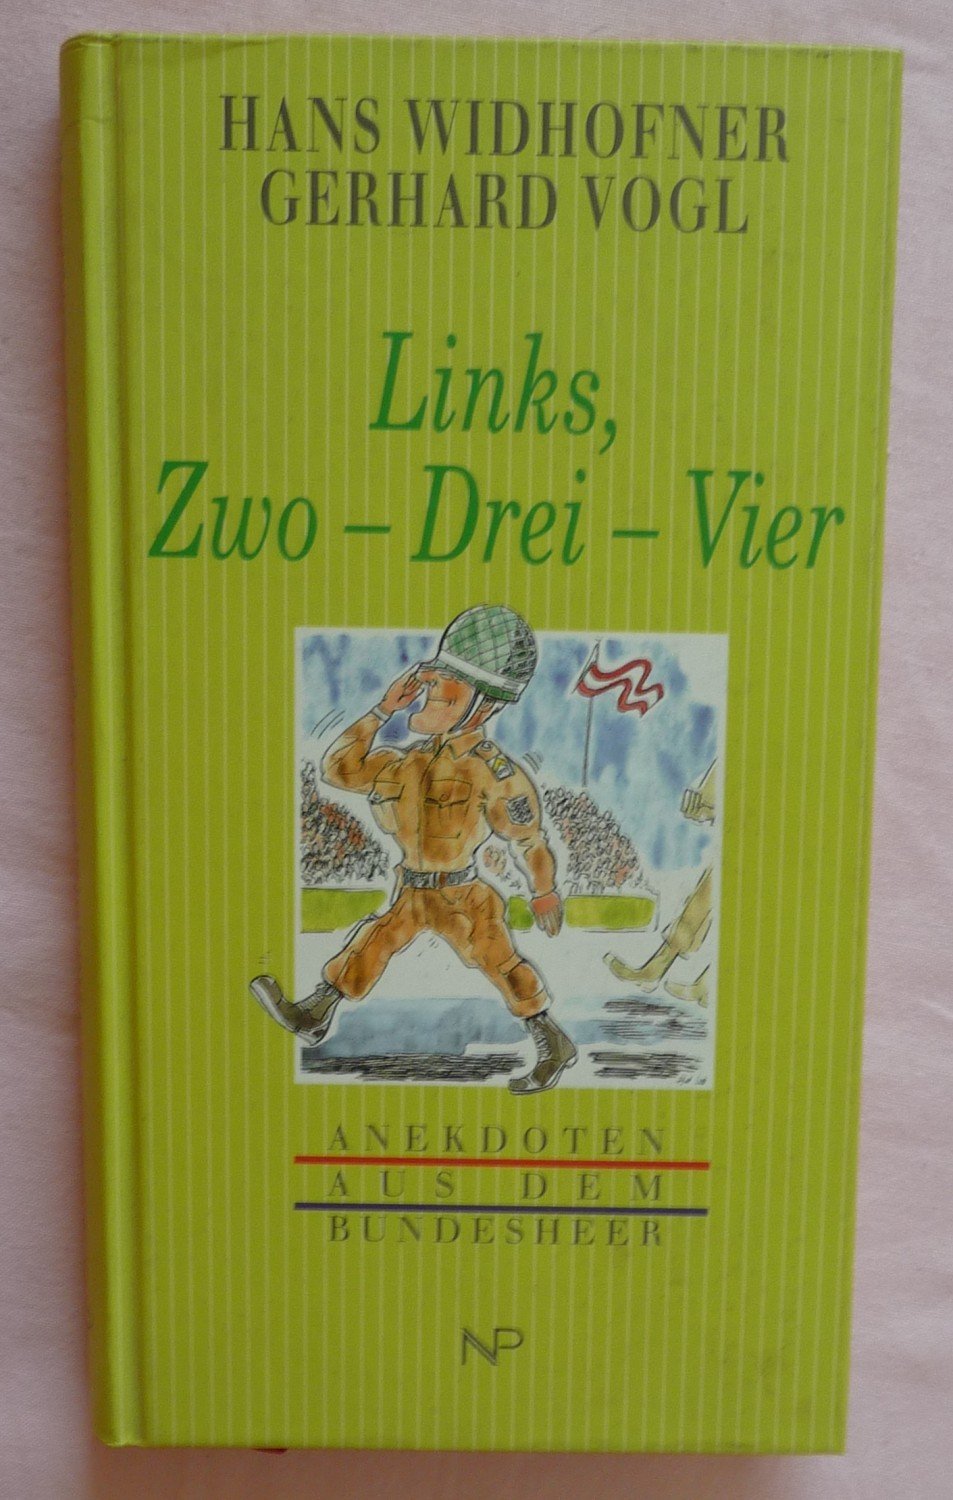 HANS WIDHOFNER
GERHARD VOGL
Links,
Zwo – Drei – Vier
ANEKDOTEN
AUS DEM
BUNDESHEER
NP